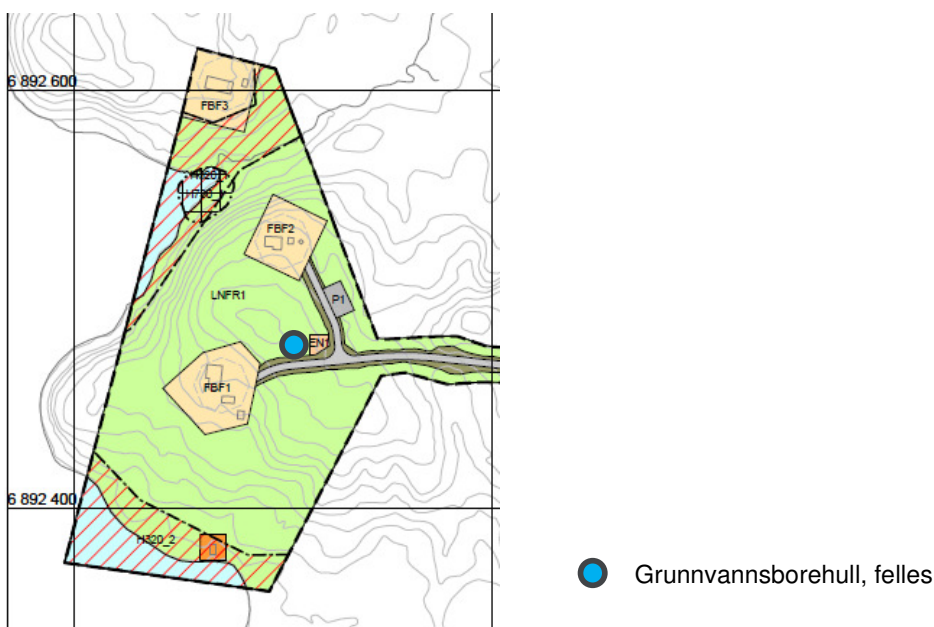 6 892 600
FBF3
FBF2
LNFR1
P1
EN1
FBF1
6 892 400
H320_2
Grunnvannsborehull, felles